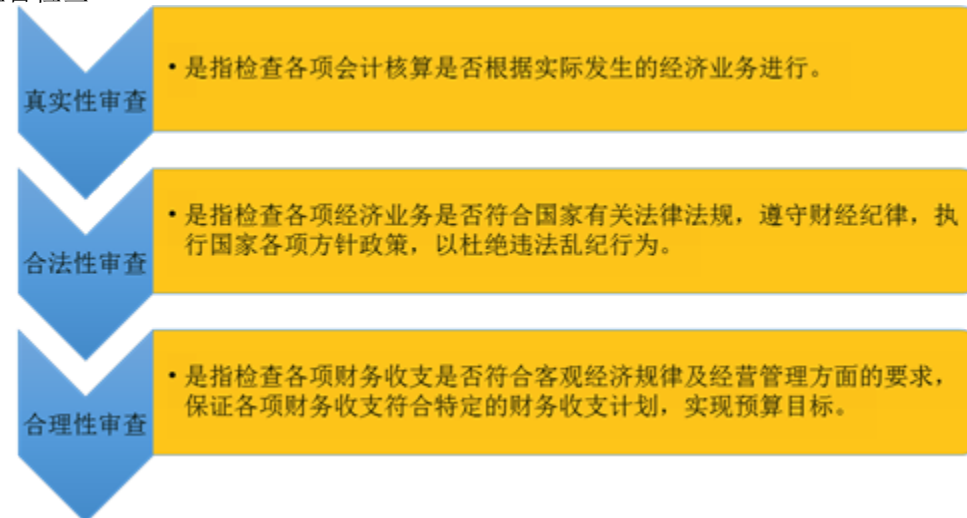 真实性审查
• 是指检查各项会计核算是否根据实际发生的经济业务进行。
合法性审查
• 是指检查各项经济业务是否符合国家有关法律法规，遵守财经纪律，执
行国家各项方针政策，以杜绝违法乱纪行为。
合理性审查
• 是指检查各项财务收支是否符合客观经济规律及经营管理方面的要求，
保证各项财务收支符合特定的财务收支计划，实现预算目标。